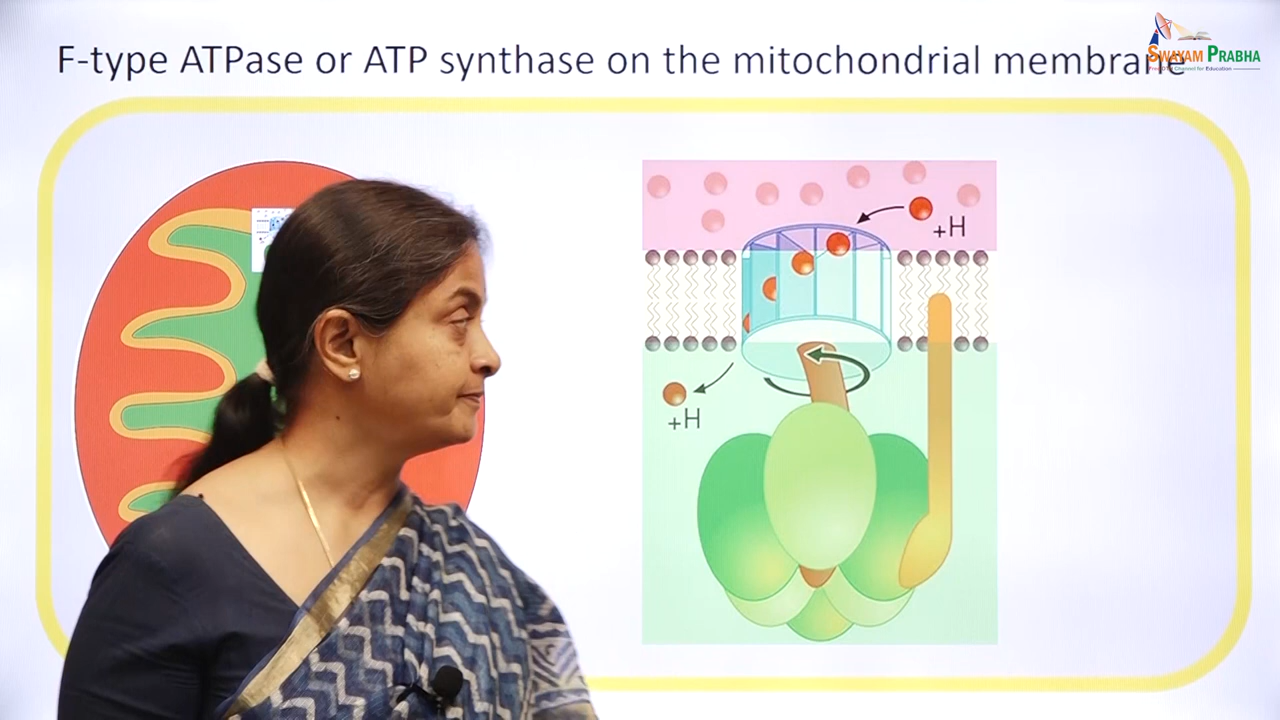 F-type ATPase or ATP synthase on the mitochondrial membrane
SWAYAM PRABHA
+H
+H